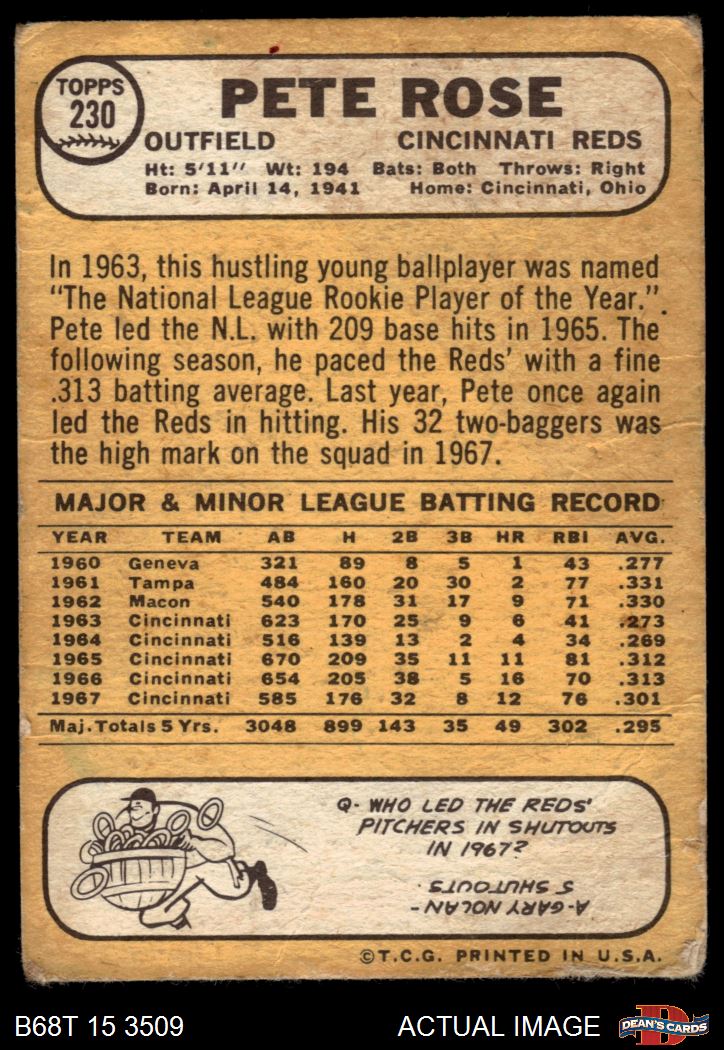 TOPPS
230
PETE ROSE
OUTFIELD CINCINNATI REDS
Ht: 5'11" Wt: 194 Bats: Both Throws: Right
Born: April 14, 1941 Home: Cincinnati, Ohio
In 1963, this hustling young ballplayer was named
"The National League Rookie Player of the Year.".
Pete led the N.L. with 209 base hits in 1965. The
following season, he paced the Reds' with a fine
.313 batting average. Last year, Pete once again
led the Reds in hitting. His 32 two-baggers was
the high mark on the squad in 1967.
MAJOR & MINOR LEAGUE BATTING RECORD
YEAR TEAM AB H 2B 3B HR RBI AVG.
1960 Geneva 321 89 8 5 1 43 .277
1961 Tampa 484 160 20 30 2 77 .331
1962 Macon 540 178 31 17 9 71 .330
1963 Cincinnati 623 170 25 9 6 41 .273
1964 Cincinnati 516 139 13 2 4 34 .269
1965 Cincinnati 670 209 35 11 11 81 .312
1966 Cincinnati 654 205 38 5 16 70 .313
1967 Cincinnati 585 176 32 8 12 76 .301
Maj. Totals 5 Yrs. 3048 899 143 35 49 302 .295
Q- WHO LED THE REDS'
PITCHERS IN SHUTOUTS
IN 1967?
A-GARY NOLAN -
5 SHUTOUTS.
©T.C.G. PRINTED IN U.S.A.
B68T 15 3509 ACTUAL IMAGE D DEAN'S CARDS